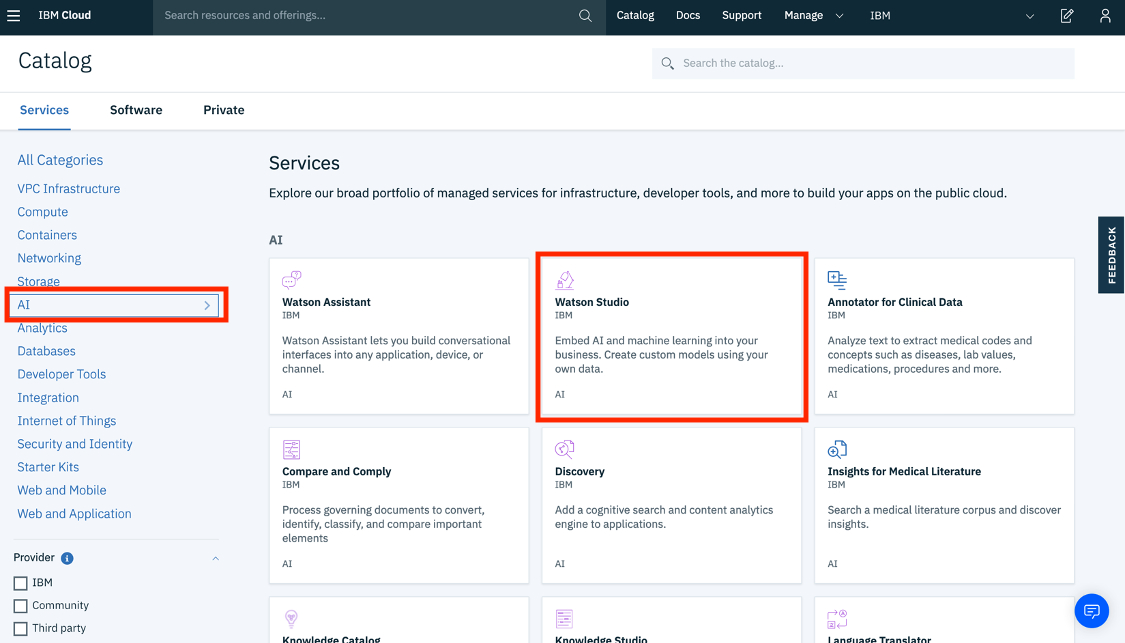 IBM Cloud
Search resources and offerings...
Catalog
Docs
Support
Manage
IBM
Catalog
Search the catalog...
Services
Software
Private
All Categories
VPC Infrastructure
Compute
Containers
Networking
Storage
AI
Analytics
Databases
Developer Tools
Integration
Internet of Things
Security and Identity
Starter Kits
Web and Mobile
Web and Application
Provider
IBM
Community
Third party
Services
Explore our broad portfolio of managed services for infrastructure, developer tools, and more to build your apps on the public cloud.
AI
Watson Assistant
IBM
Watson Assistant lets you build conversational
interfaces into any application, device, or
channel.
AI
Watson Studio
IBM
Embed AI and machine learning into your
business. Create custom models using your
own data.
AI
Annotator for Clinical Data
IBM
Analyze text to extract medical codes and
concepts such as diseases, lab values,
medications, procedures and more.
AI
Compare and Comply
IBM
Process governing documents to convert,
identify, classify, and compare important
elements
AI
Discovery
IBM
Add a cognitive search and content analytics
engine to applications.
AI
Insights for Medical Literature
IBM
Search a medical literature corpus and discover
insights.
AI
Knowledge Catalog
Knowledge Studio
Language Translator
FEEDBACK